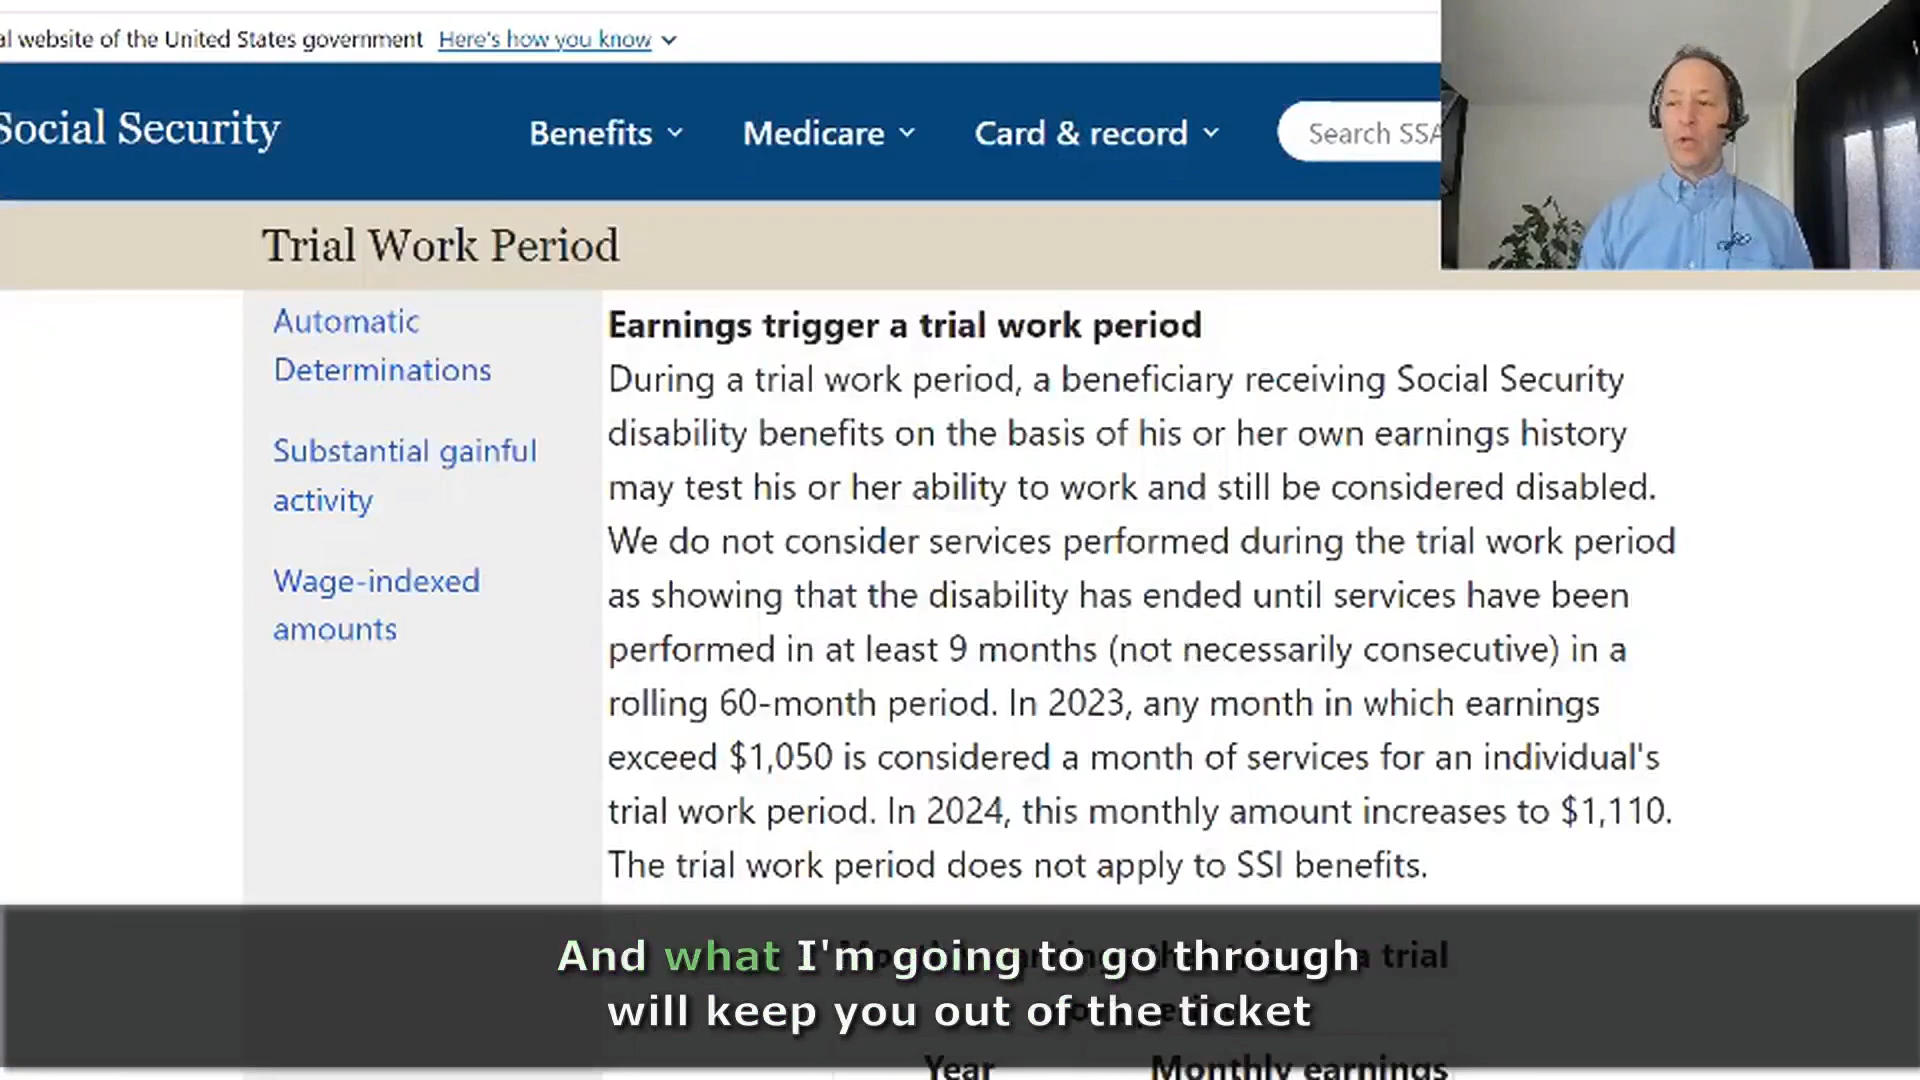 al website of the United States government Here's how you know
Social Security
Benefits
Medicare
Card & record
Search SSA
Trial Work Period
Automatic
Determinations
Substantial gainful
activity
Wage-indexed
amounts
Earnings trigger a trial work period
During a trial work period, a beneficiary receiving Social Security
disability benefits on the basis of his or her own earnings history
may test his or her ability to work and still be considered disabled.
We do not consider services performed during the trial work period
as showing that the disability has ended until services have been
performed in at least 9 months (not necessarily consecutive) in a
rolling 60-month period. In 2023, any month in which earnings
exceed $1,050 is considered a month of services for an individual's
trial work period. In 2024, this monthly amount increases to $1,110.
The trial work period does not apply to SSI benefits.
a trial
And what I'm going to go through
will keep you out of the ticket
Year Monthly earnings